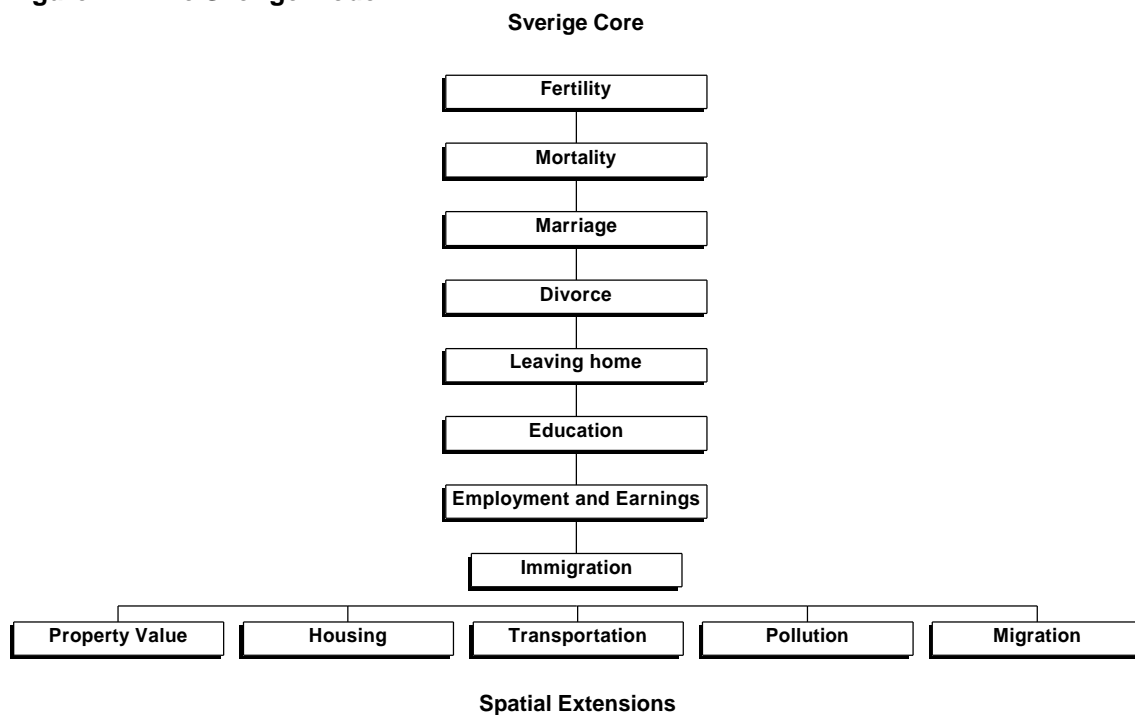 Sverige Core
Fertility
Mortality
Marriage
Divorce
Leaving home
Education
Employment and Earnings
Immigration
Property Value
Housing
Transportation
Pollution
Migration
Spatial Extensions